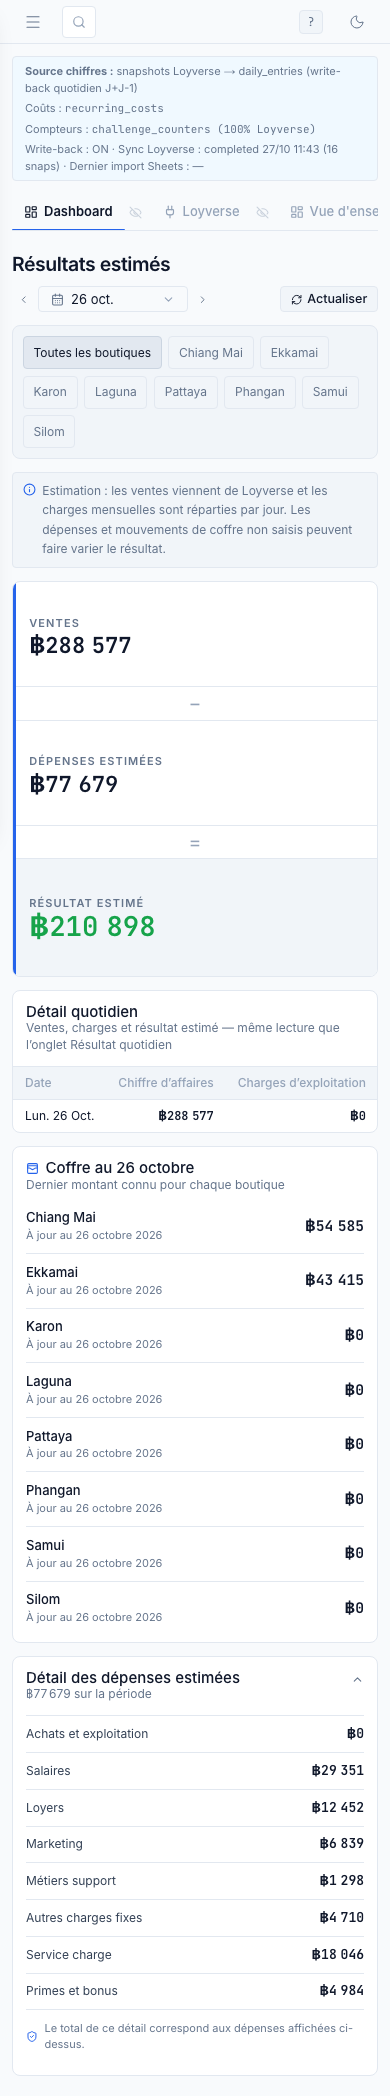 ?
Source chiffres : snapshots Loyverse → daily_entries (write-
back quotidien J+J-1)
Coûts : recurring_costs
Compteurs : challenge_counters (100% Loyverse)
Write-back : ON · Sync Loyverse : completed 27/10 11:43 (16
snaps) · Dernier import Sheets : —
Dashboard Loyverse Vue d'ense
Résultats estimés
26 oct. Actualiser
Toutes les boutiques Chiang Mai Ekkamai
Karon Laguna Pattaya Phangan Samui
Silom
Estimation : les ventes viennent de Loyverse et les
charges mensuelles sont réparties par jour. Les
dépenses et mouvements de coffre non saisis peuvent
faire varier le résultat.
VENTES
฿288 577
−
DÉPENSES ESTIMÉES
฿77 679
=
RÉSULTAT ESTIMÉ
฿210 898
Détail quotidien
Ventes, charges et résultat estimé — même lecture que
l’onglet Résultat quotidien
Date Chiffre d’affaires Charges d’exploitation
Lun. 26 Oct. ฿288 577 ฿0
Coffre au 26 octobre
Dernier montant connu pour chaque boutique
Chiang Mai ฿54 585
À jour au 26 octobre 2026
Ekkamai ฿43 415
À jour au 26 octobre 2026
Karon ฿0
À jour au 26 octobre 2026
Laguna ฿0
À jour au 26 octobre 2026
Pattaya ฿0
À jour au 26 octobre 2026
Phangan ฿0
À jour au 26 octobre 2026
Samui ฿0
À jour au 26 octobre 2026
Silom ฿0
À jour au 26 octobre 2026
Détail des dépenses estimées
฿77 679 sur la période
Achats et exploitation ฿0
Salaires ฿29 351
Loyers ฿12 452
Marketing ฿6 839
Métiers support ฿1 298
Autres charges fixes ฿4 710
Service charge ฿18 046
Primes et bonus ฿4 984
Le total de ce détail correspond aux dépenses affichées ci-
dessus.